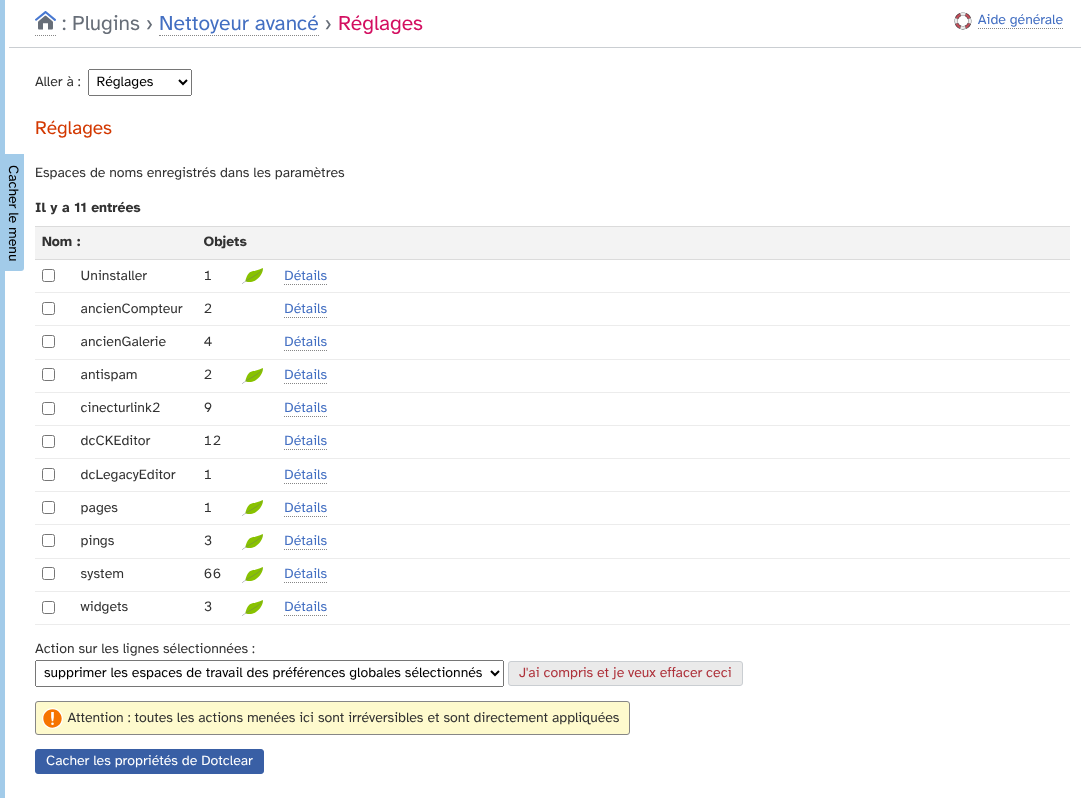 : Plugins › Nettoyeur avancé › Réglages
Aide générale
Aller à : Réglages
Réglages
Cacher le menu
Espaces de noms enregistrés dans les paramètres
Il y a 11 entrées
Nom : Objets
Uninstaller 1 Détails
ancienCompteur 2 Détails
ancienGalerie 4 Détails
antispam 2 Détails
cinecturlink2 9 Détails
dcCKEditor 12 Détails
dcLegacyEditor 1 Détails
pages 1 Détails
pings 3 Détails
system 66 Détails
widgets 3 Détails
Action sur les lignes sélectionnées :
supprimer les espaces de travail des préférences globales sélectionnés J'ai compris et je veux effacer ceci
Attention : toutes les actions menées ici sont irréversibles et sont directement appliquées
Cacher les propriétés de Dotclear